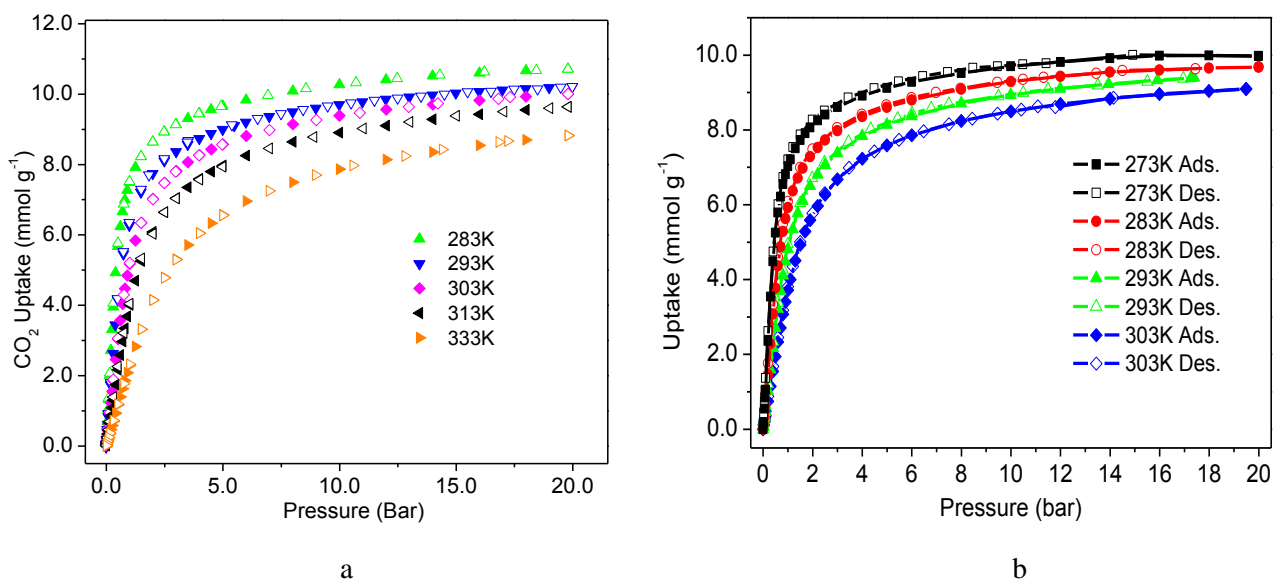 CO₂ Uptake (mmol g⁻¹)
12.0
10.0
8.0
6.0
4.0
2.0
0.0
283K
293K
303K
313K
333K
0.0 5.0 10.0 15.0 20.0
Pressure (Bar)
a
Uptake (mmol g⁻¹)
10.0
8.0
6.0
4.0
2.0
0.0
273K Ads.
273K Des.
283K Ads.
283K Des.
293K Ads.
293K Des.
303K Ads.
303K Des.
0 2 4 6 8 10 12 14 16 18 20
Pressure (bar)
b